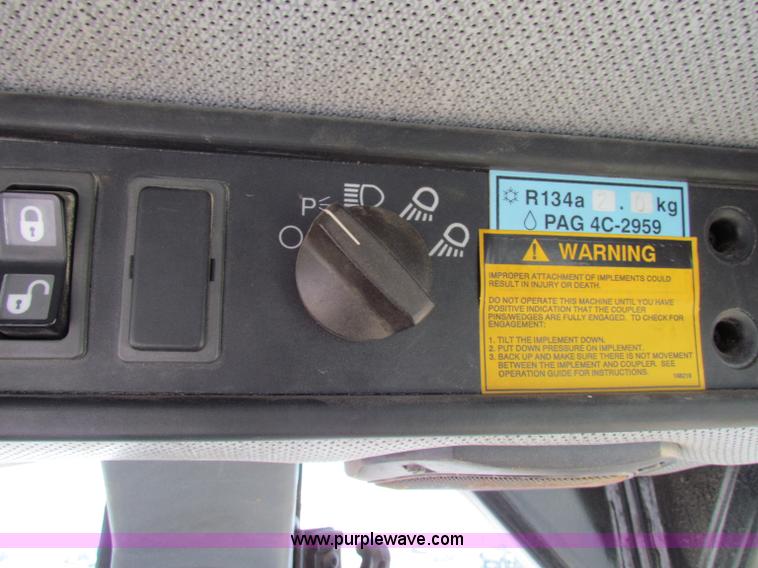 P
R134a 2.0 kg
PAG 4C-2959
WARNING
IMPROPER ATTACHMENT OF IMPLEMENTS COULD
RESULT IN INJURY OR DEATH.
DO NOT OPERATE THIS MACHINE UNTIL YOU HAVE
POSITIVE INDICATION THAT THE COUPLER
PINS/WEDGES ARE FULLY ENGAGED. TO CHECK FOR
ENGAGEMENT:
1. TILT THE IMPLEMENT DOWN.
2. PUT DOWN PRESSURE ON IMPLEMENT.
3. BACK UP AND MAKE SURE THERE IS NOT MOVEMENT
BETWEEN THE IMPLEMENT AND COUPLER. SEE
OPERATION GUIDE FOR INSTRUCTIONS.
www.purplewave.com